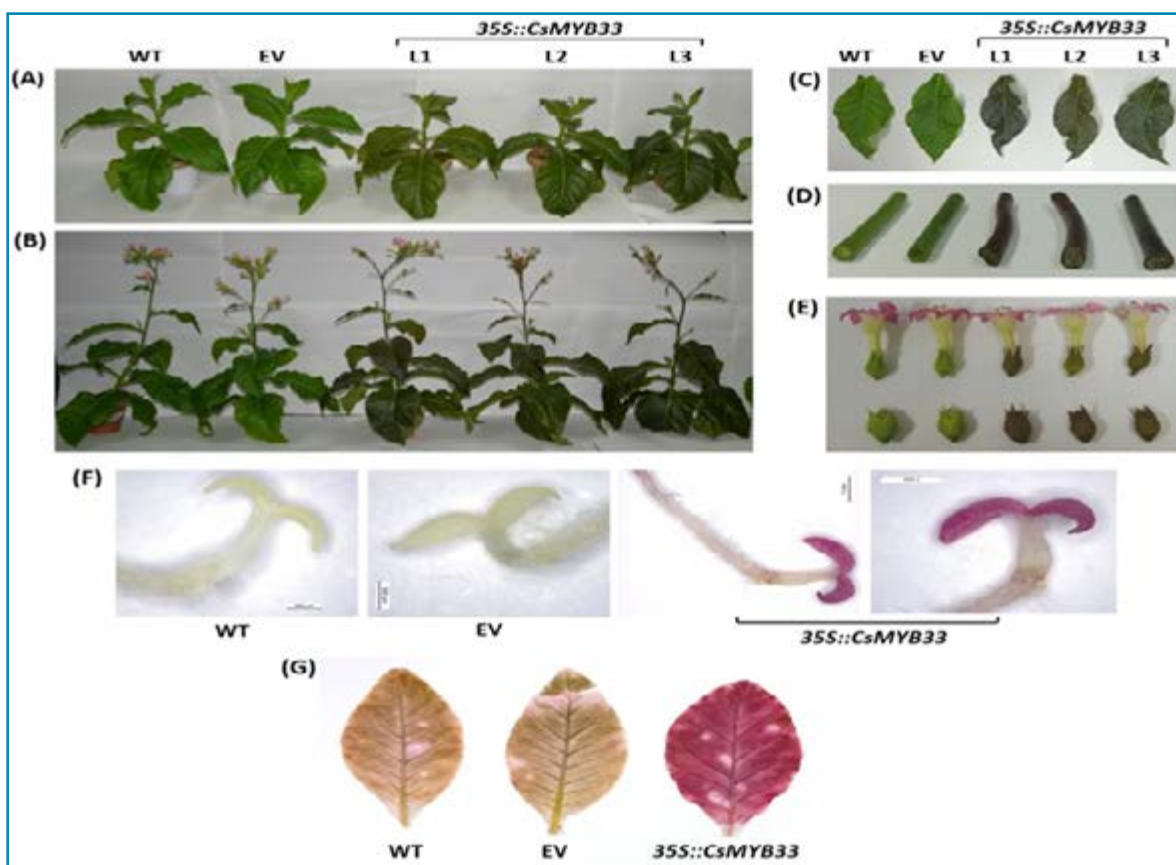 35S::CsMYB33 35S::CsMYB33
WT EV L1 L2 L3 WT EV L1 L2 L3
(A) (C)
(D)
(B)
(E)
(F)
WT EV 35S::CsMYB33
(G)
WT EV 35S::CsMYB33